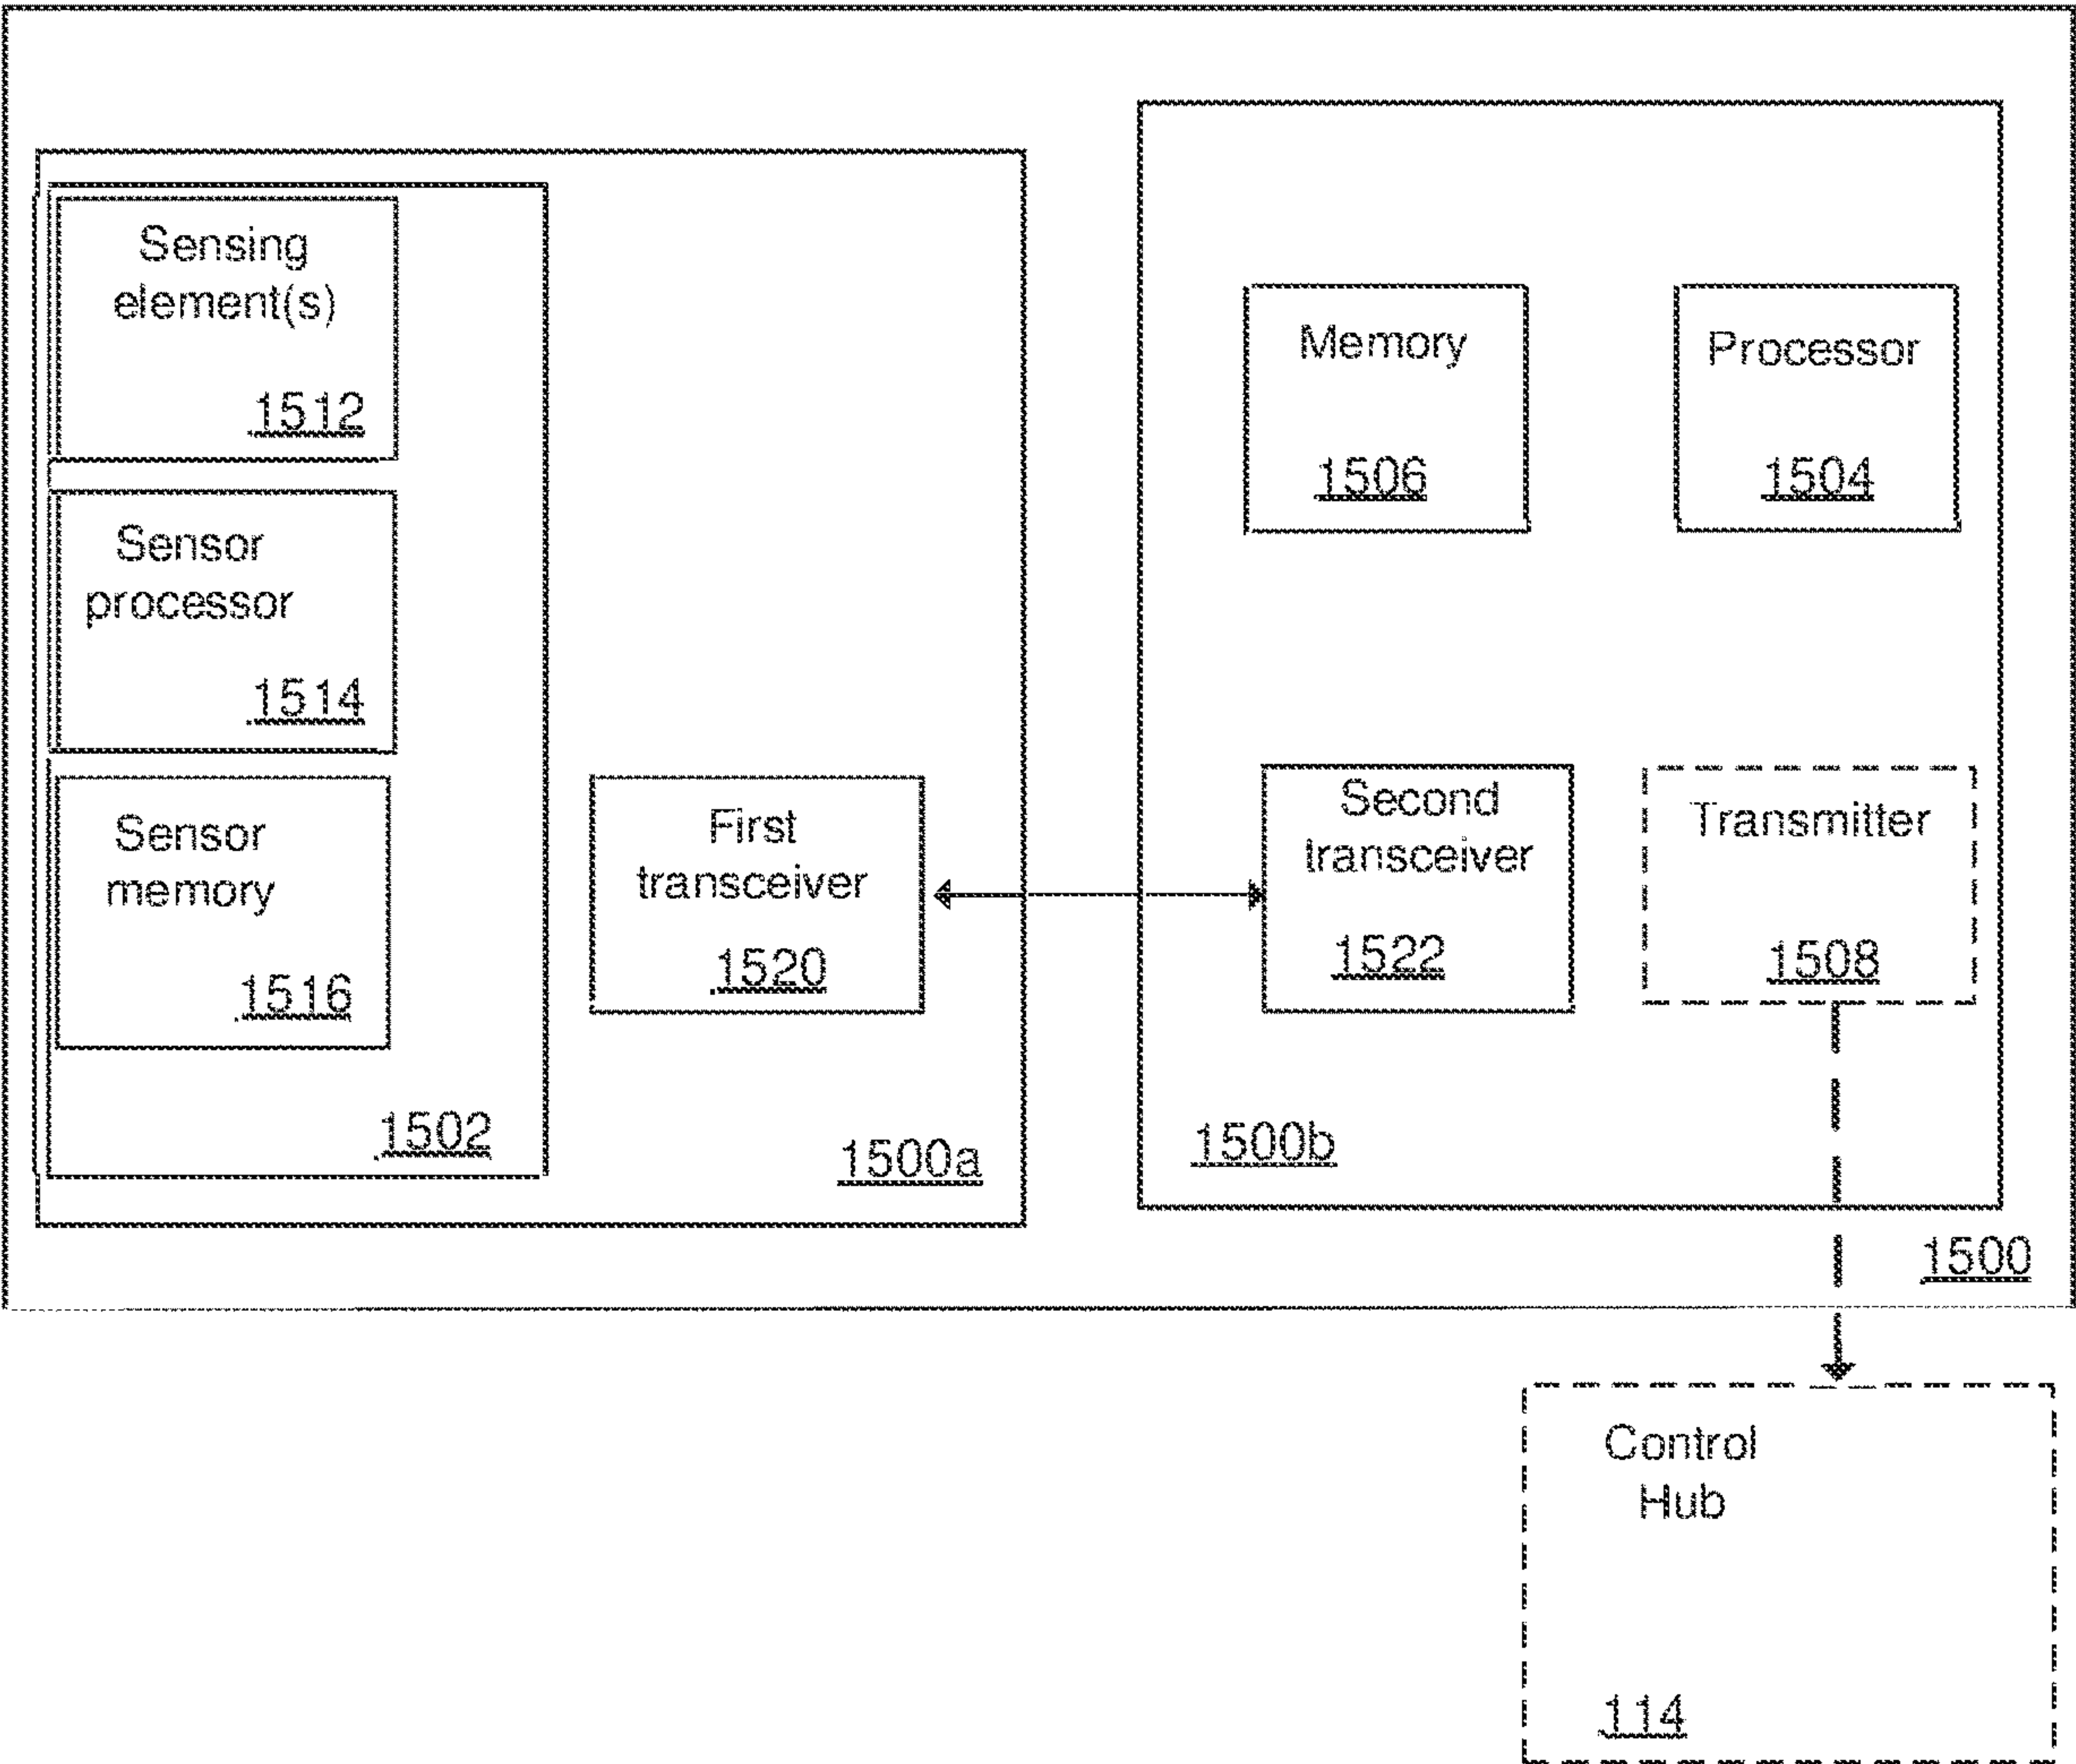 Sensing
element(s)
1512
Sensor
processor
1514
Sensor
memory
1516
1502
First
transceiver
1520
1500a
Memory
1506
Processor
1504
Second
transceiver
1522
Transmitter
1508
1500b
1500
Control
Hub
114